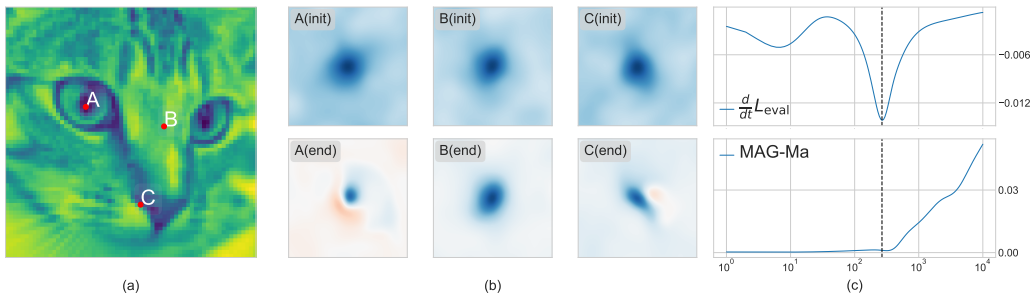 A
B
C
(a)
A(init)
B(init)
C(init)
A(end)
B(end)
C(end)
(b)
d/dt L_eval
−0.006
−0.012
MAG-Ma
0.03
0.00
10^0
10^1
10^2
10^3
10^4
(c)